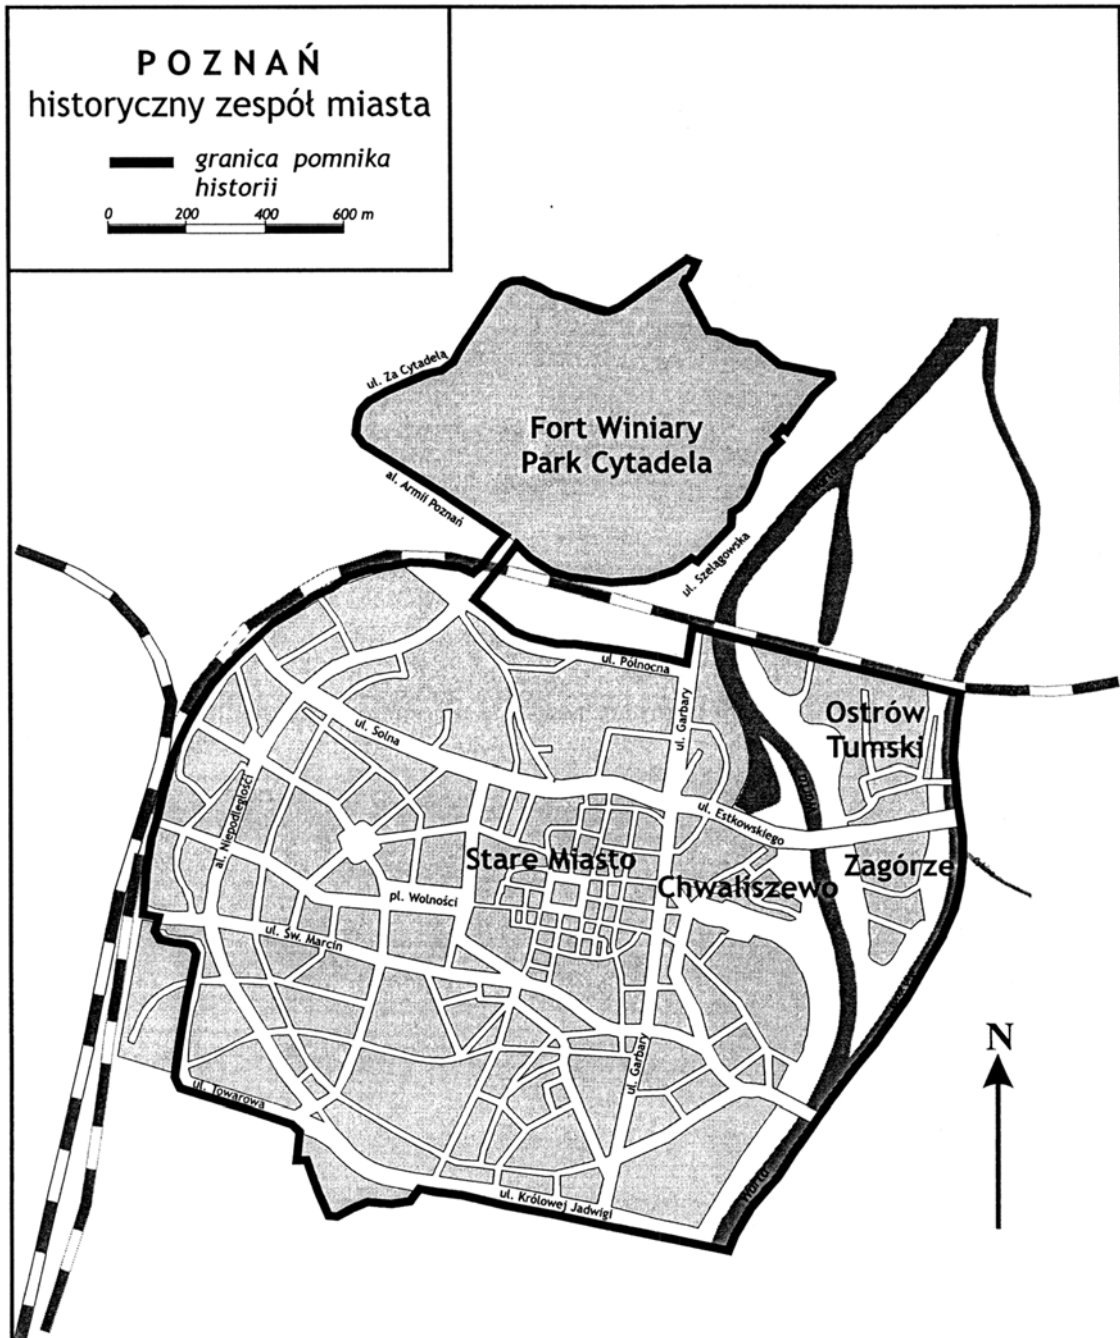 POZNAŃ
historyczny zespół miasta
granica pomnika
historii
0 200 400 600 m
ul. Za Cytadelą
Fort Winiary
Park Cytadela
al. Armii Poznań
ul. Szelągowska
Warta
ul. Północna
ul. Garbary
Ostrów
Tumski
ul. Solna
Warta
al. Niepodległości
ul. Estkowskiego
Stare Miasto
Zagórze
Chwaliszewo
pl. Wolności
ul. Św. Marcin
N
ul. Garbary
ul. Towarowa
Warta
ul. Królowej Jadwigi